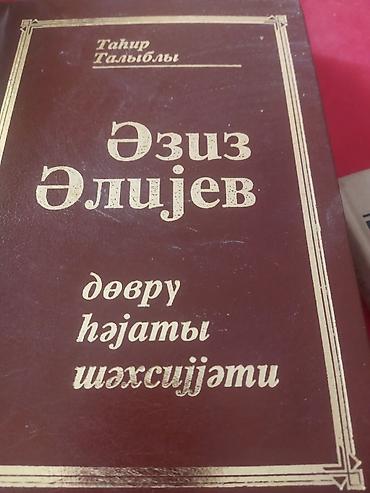 Таһир
Талыблы
Әзиз
Әлијев
дөврү
һәјаты
шәхсијјәти